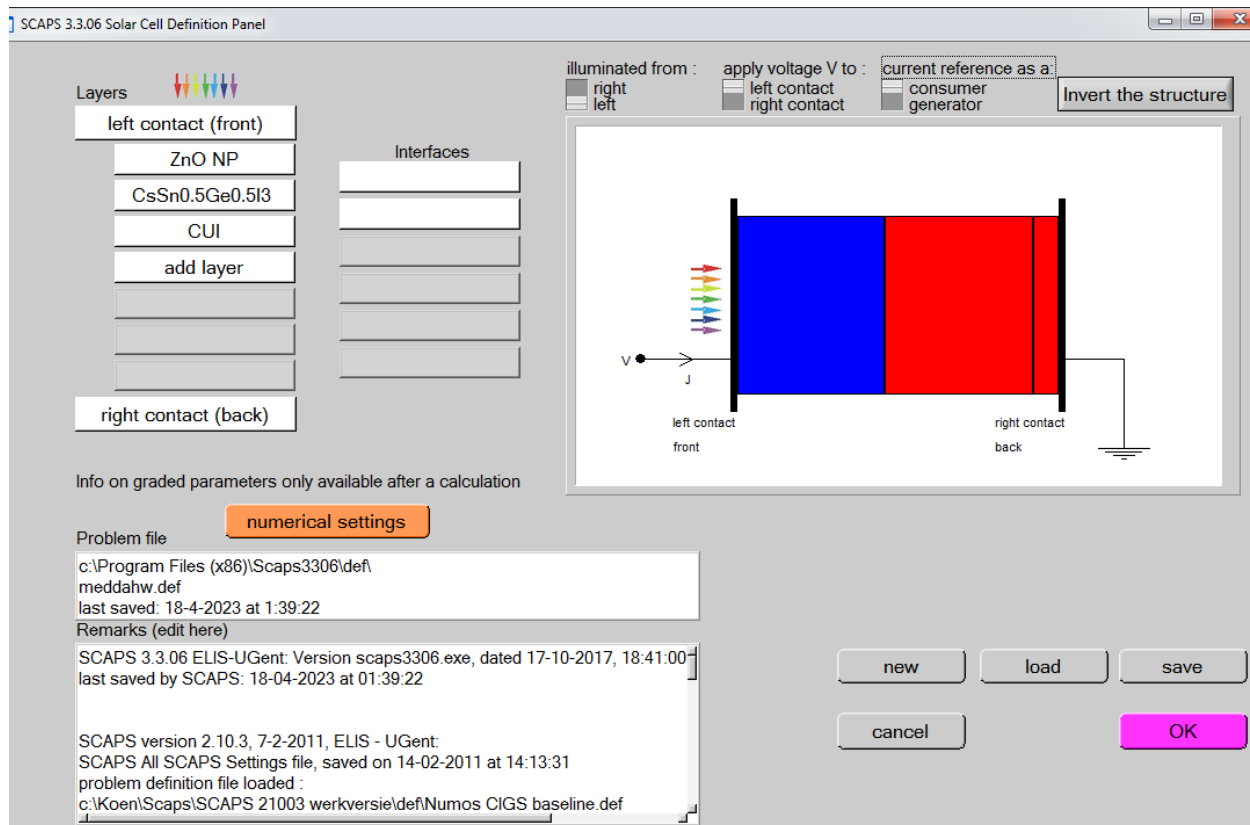 SCAPS 3.3.06 Solar Cell Definition Panel
illuminated from :
right
left
apply voltage V to :
left contact
right contact
current reference as a:
consumer
generator
Invert the structure
Layers
left contact (front)
ZnO NP
CsSn0.5Ge0.5I3
CUI
add layer
right contact (back)
Interfaces
V
J
left contact
front
right contact
back
Info on graded parameters only available after a calculation
numerical settings
Problem file
c:\Program Files (x86)\Scaps3306\def\
meddahw.def
last saved: 18-4-2023 at 1:39:22
Remarks (edit here)
SCAPS 3.3.06 ELIS-UGent: Version scaps3306.exe, dated 17-10-2017, 18:41:00
last saved by SCAPS: 18-04-2023 at 01:39:22
SCAPS version 2.10.3, 7-2-2011, ELIS - UGent:
SCAPS All SCAPS Settings file, saved on 14-02-2011 at 14:13:31
problem definition file loaded :
c:\Koen\Scaps\SCAPS 21003 werkversie\def\Numos CIGS baseline.def
new
load
save
cancel
OK